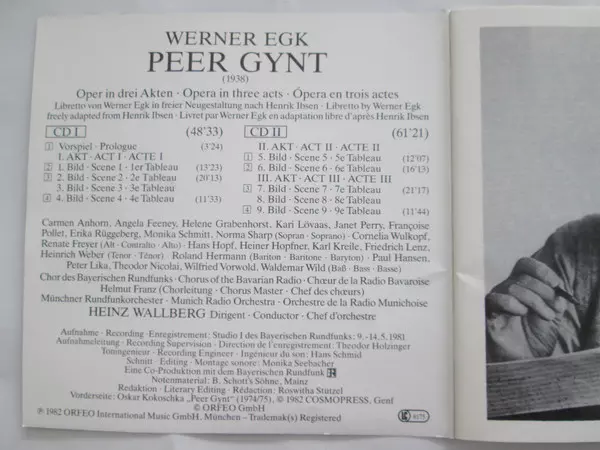 WERNER EGK
PEER GYNT
(1938)
Oper in drei Akten · Opera in three acts · Ópera en trois actes
Libretto von Werner Egk in freier Neugestaltung nach Henrik Ibsen · Libretto by Werner Egk
freely adapted from Henrik Ibsen · Livret par Werner Egk en adaptation libre d'après Henrik Ibsen
CD I (48'33)
1 Vorspiel · Prologue (3'24)
I. AKT · ACT I · ACTE I
2 1. Bild · Scene 1 · 1er Tableau (13'23)
3 2. Bild · Scene 2 · 2e Tableau (20'13)
3. Bild · Scene 3 · 3e Tableau
4 4. Bild · Scene 4 · 4e Tableau (11'33)
CD II (61'21)
II. AKT · ACT II · ACTE II
1 5. Bild · Scene 5 · 5e Tableau (12'07)
2 6. Bild · Scene 6 · 6e Tableau (16'13)
III. AKT · ACT III · ACTE III
3 7. Bild · Scene 7 · 7e Tableau (21'17)
8. Bild · Scene 8 · 8e Tableau
4 9. Bild · Scene 9 · 9e Tableau (11'44)
Carmen Anhorn, Angela Feeney, Helene Grabenhorst, Kari Lövaas, Janet Perry, Françoise
Pollet, Erika Rüggeberg, Monika Schmitt, Norma Sharp (Sopran · Soprano) · Cornelia Wulkopf,
Renate Freyer (Alt · Contralto · Alto) · Hans Hopf, Heiner Hopfner, Karl Kreile, Friedrich Lenz,
Heinrich Weber (Tenor · Ténor) · Roland Hermann (Bariton · Baritone · Baryton) · Paul Hansen,
Peter Lika, Theodor Nicolai, Wilfried Vorwold, Waldemar Wild (Baß · Bass · Basse)
Chor des Bayerischen Rundfunks · Chorus of the Bavarian Radio · Chœur de la Radio Bavaroise
Helmut Franz (Chorleitung · Chorus Master · Chef des chœurs)
Münchner Rundfunkorchester · Munich Radio Orchestra · Orchestre de la Radio Munichoise
HEINZ WALLBERG Dirigent · Conductor · Chef d'orchestre
Aufnahme · Recording · Enregistrement: Studio I des Bayerischen Rundfunks: 9. - 14.5.1981
Aufnahmeleitung · Recording Supervision · Direction de l'enregistrement: Theodor Holzinger
Toningenieur · Recording Engineer · Ingénieur du son: Hans Schmid
Schnitt · Editing · Montage sonore: Monika Seebacher
Eine Co-Produktion mit dem Bayerischen Rundfunk
Notenmaterial: B. Schott's Söhne, Mainz
Redaktion · Literary Editing · Rédaction: Roswitha Stützel
Vorderseite: Oskar Kokoschka „Peer Gynt" (1974/75), © 1982 COSMOPRESS, Genf
© ORFEO GmbH
℗ 1982 ORFEO International Music GmbH, München – Trademak(s) Registered